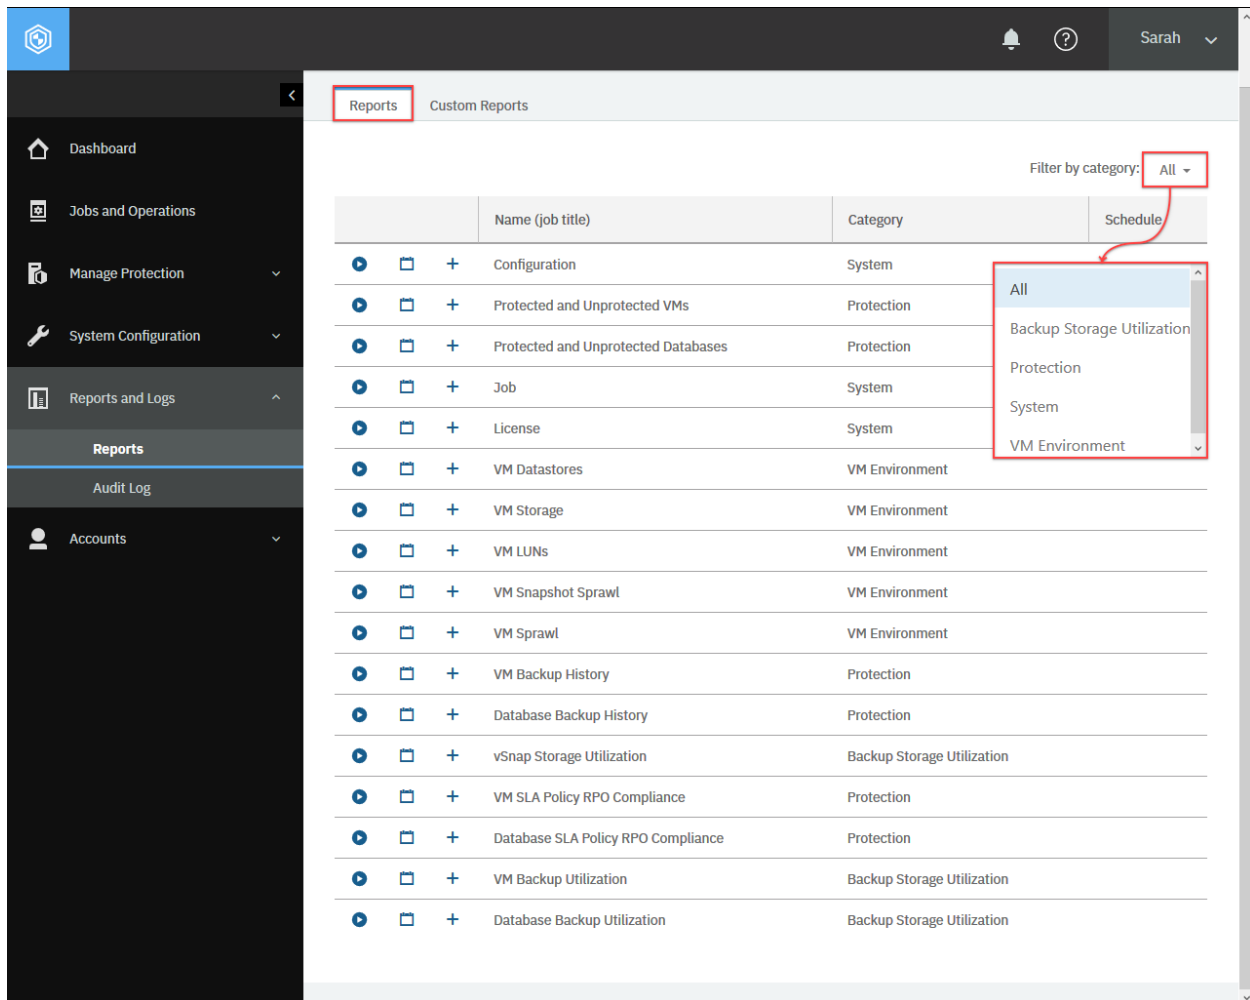 Sarah
Reports Custom Reports
Dashboard
Jobs and Operations
Manage Protection
System Configuration
Reports and Logs
Reports
Audit Log
Accounts
Filter by category: All
Name (job title) Category Schedule
Configuration System
Protected and Unprotected VMs Protection
Protected and Unprotected Databases Protection
Job System
License System
VM Datastores VM Environment
VM Storage VM Environment
VM LUNs VM Environment
VM Snapshot Sprawl VM Environment
VM Sprawl VM Environment
VM Backup History Protection
Database Backup History Protection
vSnap Storage Utilization Backup Storage Utilization
VM SLA Policy RPO Compliance Protection
Database SLA Policy RPO Compliance Protection
VM Backup Utilization Backup Storage Utilization
Database Backup Utilization Backup Storage Utilization
All
Backup Storage Utilization
Protection
System
VM Environment